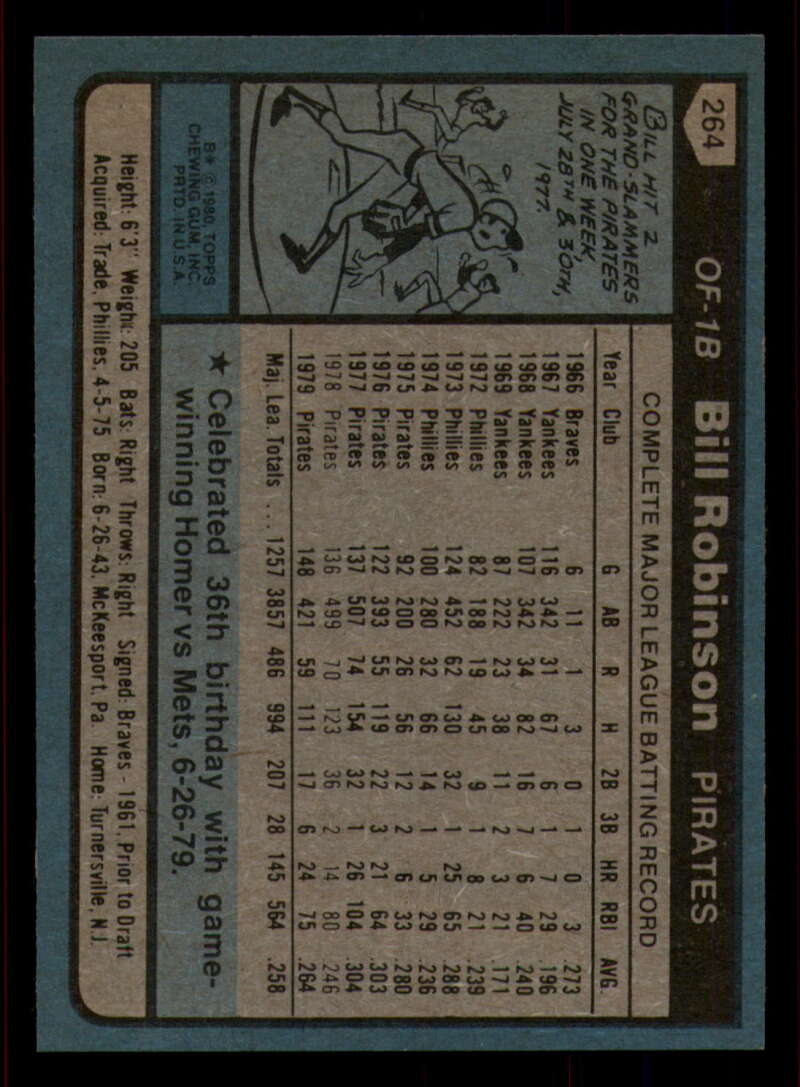 264 OF-1B Bill Robinson PIRATES
BILL HIT 2
GRAND-SLAMMERS
FOR THE PIRATES
IN ONE WEEK,
JULY 28TH & 30TH,
1977.
COMPLETE MAJOR LEAGUE BATTING RECORD
Year Club G AB R H 2B 3B HR RBI AVG.
1966 Braves 6 11 1 3 0 1 0 3 .273
1967 Yankees 116 342 31 67 6 1 7 29 .196
1968 Yankees 107 342 34 82 16 7 6 40 .240
1969 Yankees 87 222 23 38 11 2 3 21 .171
1972 Phillies 82 188 19 45 9 1 8 21 .239
1973 Phillies 124 452 62 130 32 1 25 65 .288
1974 Phillies 100 280 32 66 14 1 5 29 .236
1975 Pirates 92 200 26 56 12 2 6 33 .280
1976 Pirates 122 393 55 119 22 3 21 64 .303
1977 Pirates 137 507 74 154 32 1 26 104 .304
1978 Pirates 136 499 70 123 36 2 14 80 .246
1979 Pirates 148 421 59 111 17 6 24 75 .264
Maj. Lea. Totals ... 1257 3857 486 994 207 28 145 564 .258
B* © 1980 TOPPS
CHEWING GUM, INC.
PRTD. IN U.S.A.
★ Celebrated 36th birthday with game-
winning Homer vs Mets, 6-26-79.
Height: 6'3" Weight: 205 Bats: Right Throws: Right Signed: Braves - 1961. Prior to Draft
Acquired: Trade, Phillies, 4-5-75 Born: 6-26-43, McKeesport, Pa. Home: Turnersville, N.J.